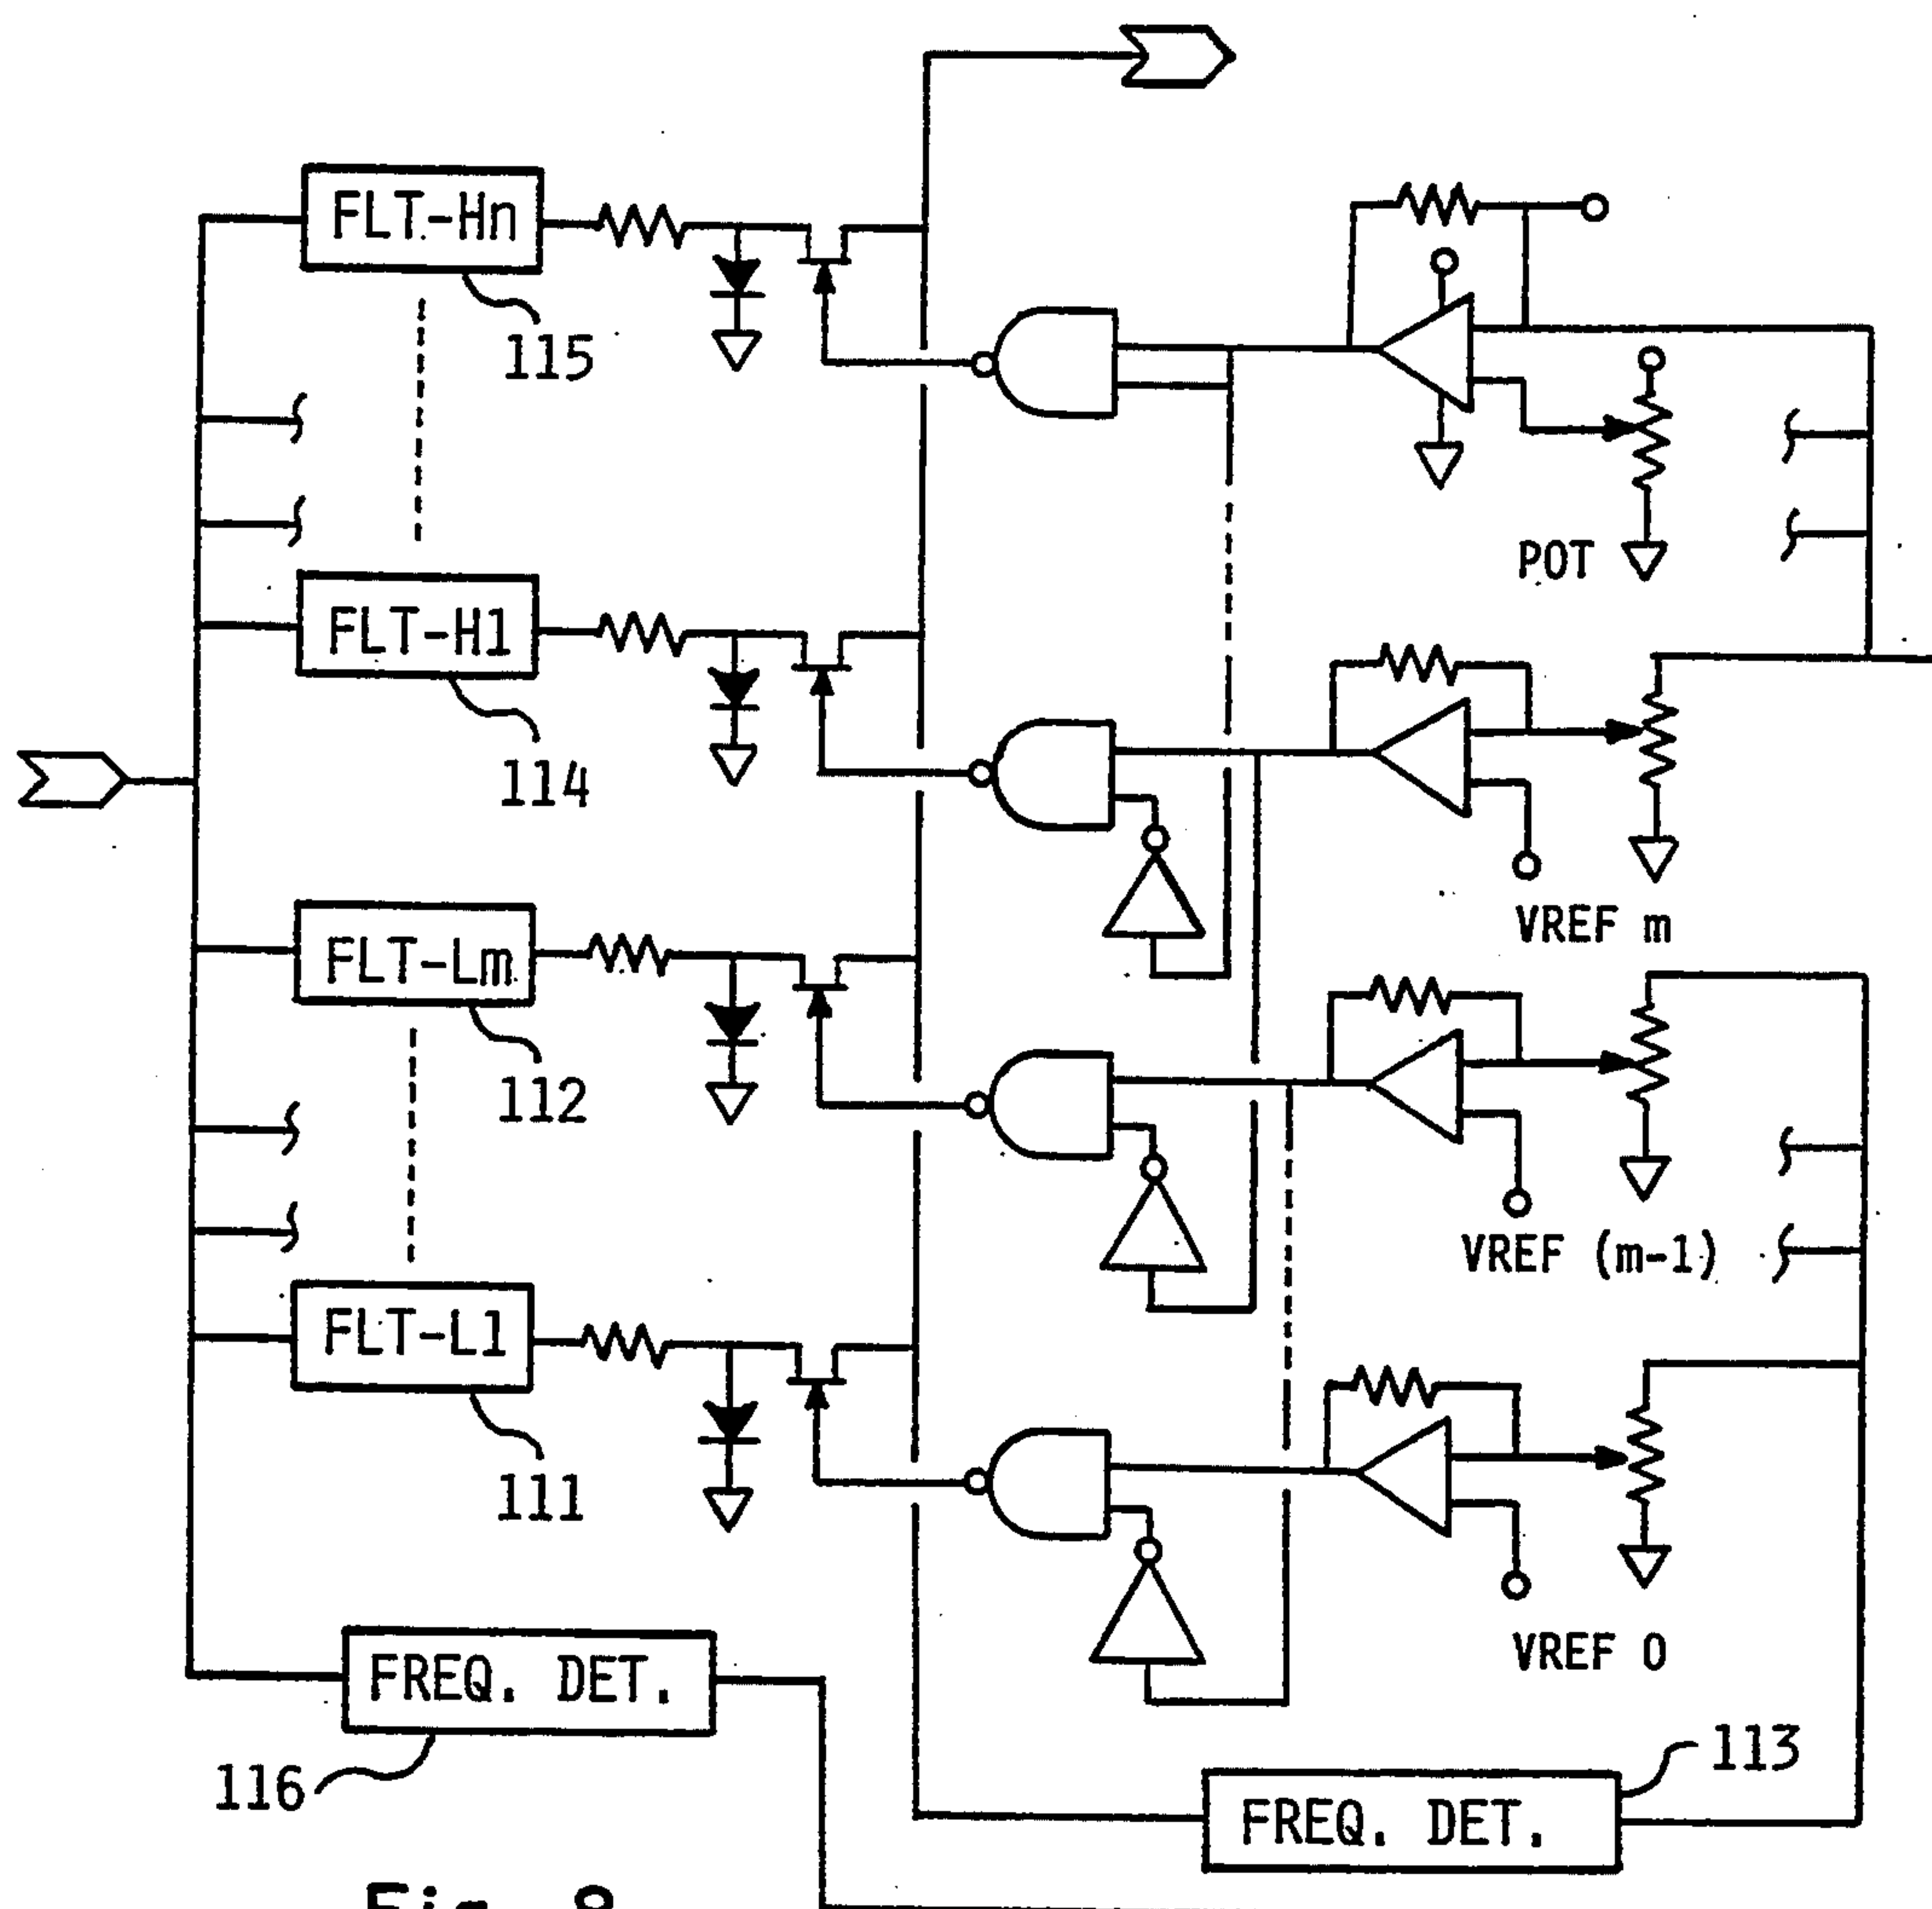 FLT-Hn
115
POT
FLT-H1
114
VREF m
FLT-Lm
112
VREF (m-1)
FLT-L1
111
VREF 0
FREQ. DET.
116
113
FREQ. DET.